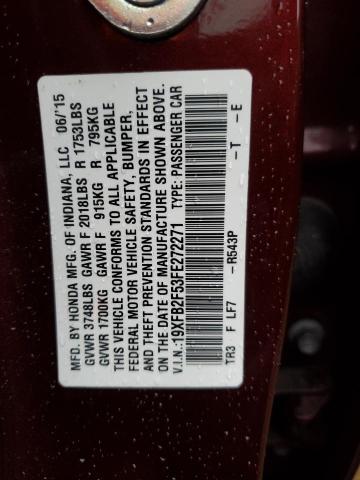 MFD. BY HONDA MFG. OF INDIANA, LLC 06/15
GVWR 3748LBS GAWR F 2018LBS R 1753LBS
GVWR 1700KG GAWR F 915KG R 795KG
THIS VEHICLE CONFORMS TO ALL APPLICABLE
FEDERAL MOTOR VEHICLE SAFETY, BUMPER,
AND THEFT PREVENTION STANDARDS IN EFFECT
ON THE DATE OF MANUFACTURE SHOWN ABOVE.
V.I.N.:19XFB2F53FE272271 TYPE: PASSENGER CAR
-R543P -T -E
TR3 F LF7